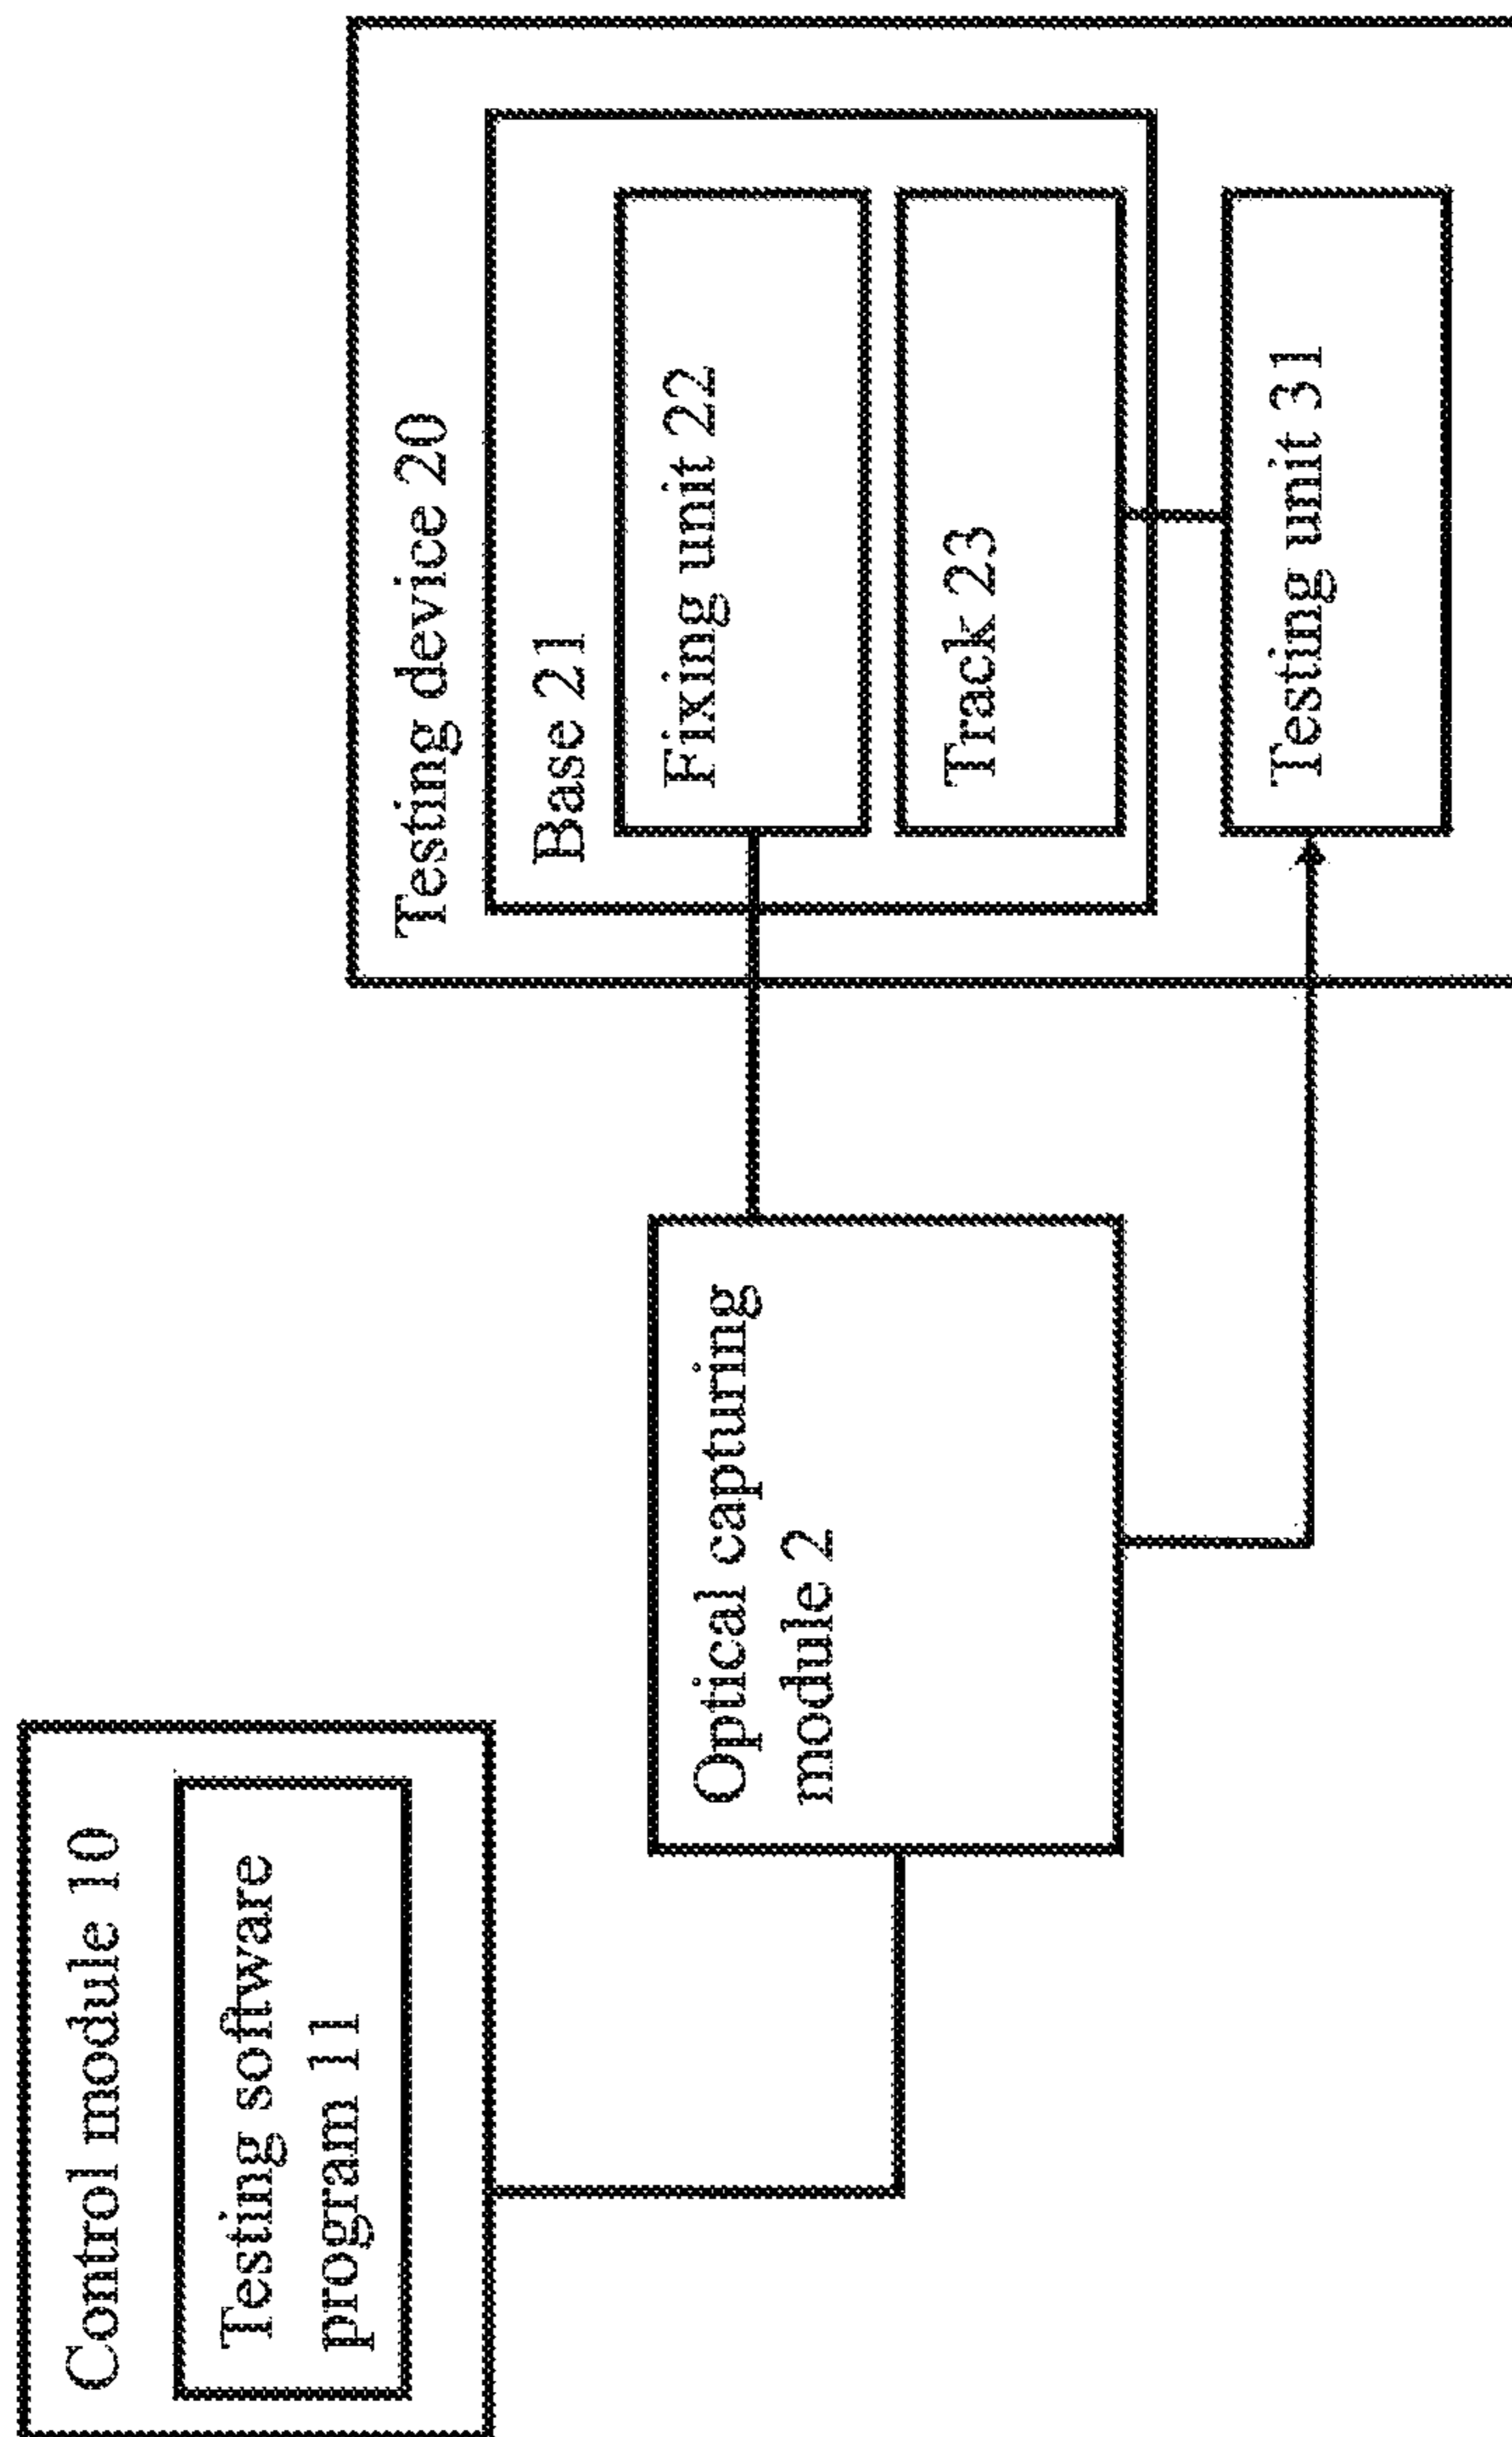 Control module 10
Testing software
program 11
Optical capturing
module 2
Testing device 20
Base 21
Fixing unit 22
Track 23
Testing unit 31